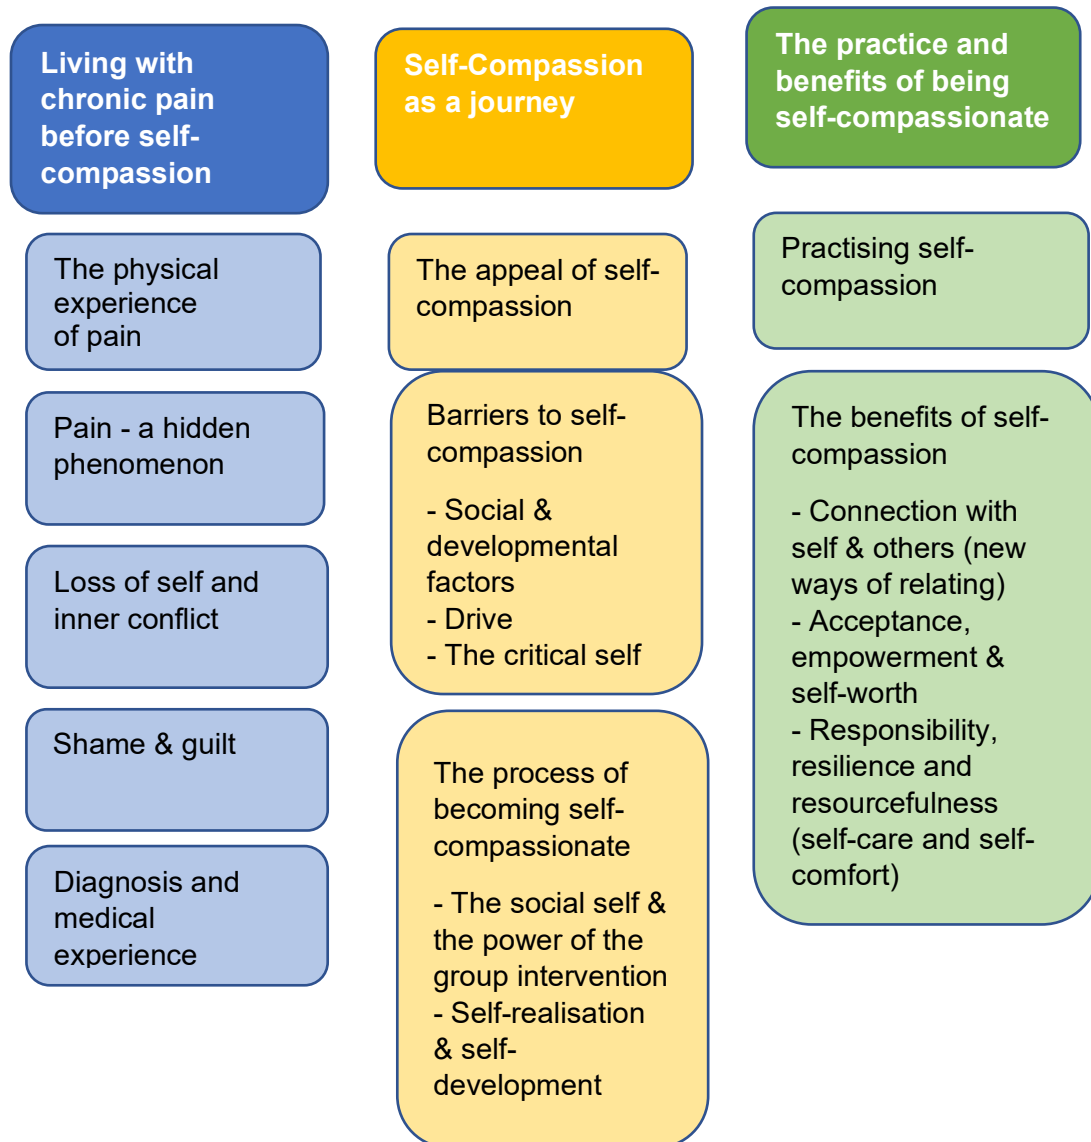 Living with
chronic pain
before self-
compassion
The physical
experience
of pain
Pain - a hidden
phenomenon
Loss of self and
inner conflict
Shame & guilt
Diagnosis and
medical
experience
Self-Compassion
as a journey
The appeal of self-
compassion
Barriers to self-
compassion
- Social &
developmental
factors
- Drive
- The critical self
The process of
becoming self-
compassionate
- The social self &
the power of the
group intervention
- Self-realisation
& self-
development
The practice and
benefits of being
self-compassionate
Practising self-
compassion
The benefits of self-
compassion
- Connection with
self & others (new
ways of relating)
- Acceptance,
empowerment &
self-worth
- Responsibility,
resilience and
resourcefulness
(self-care and self-
comfort)